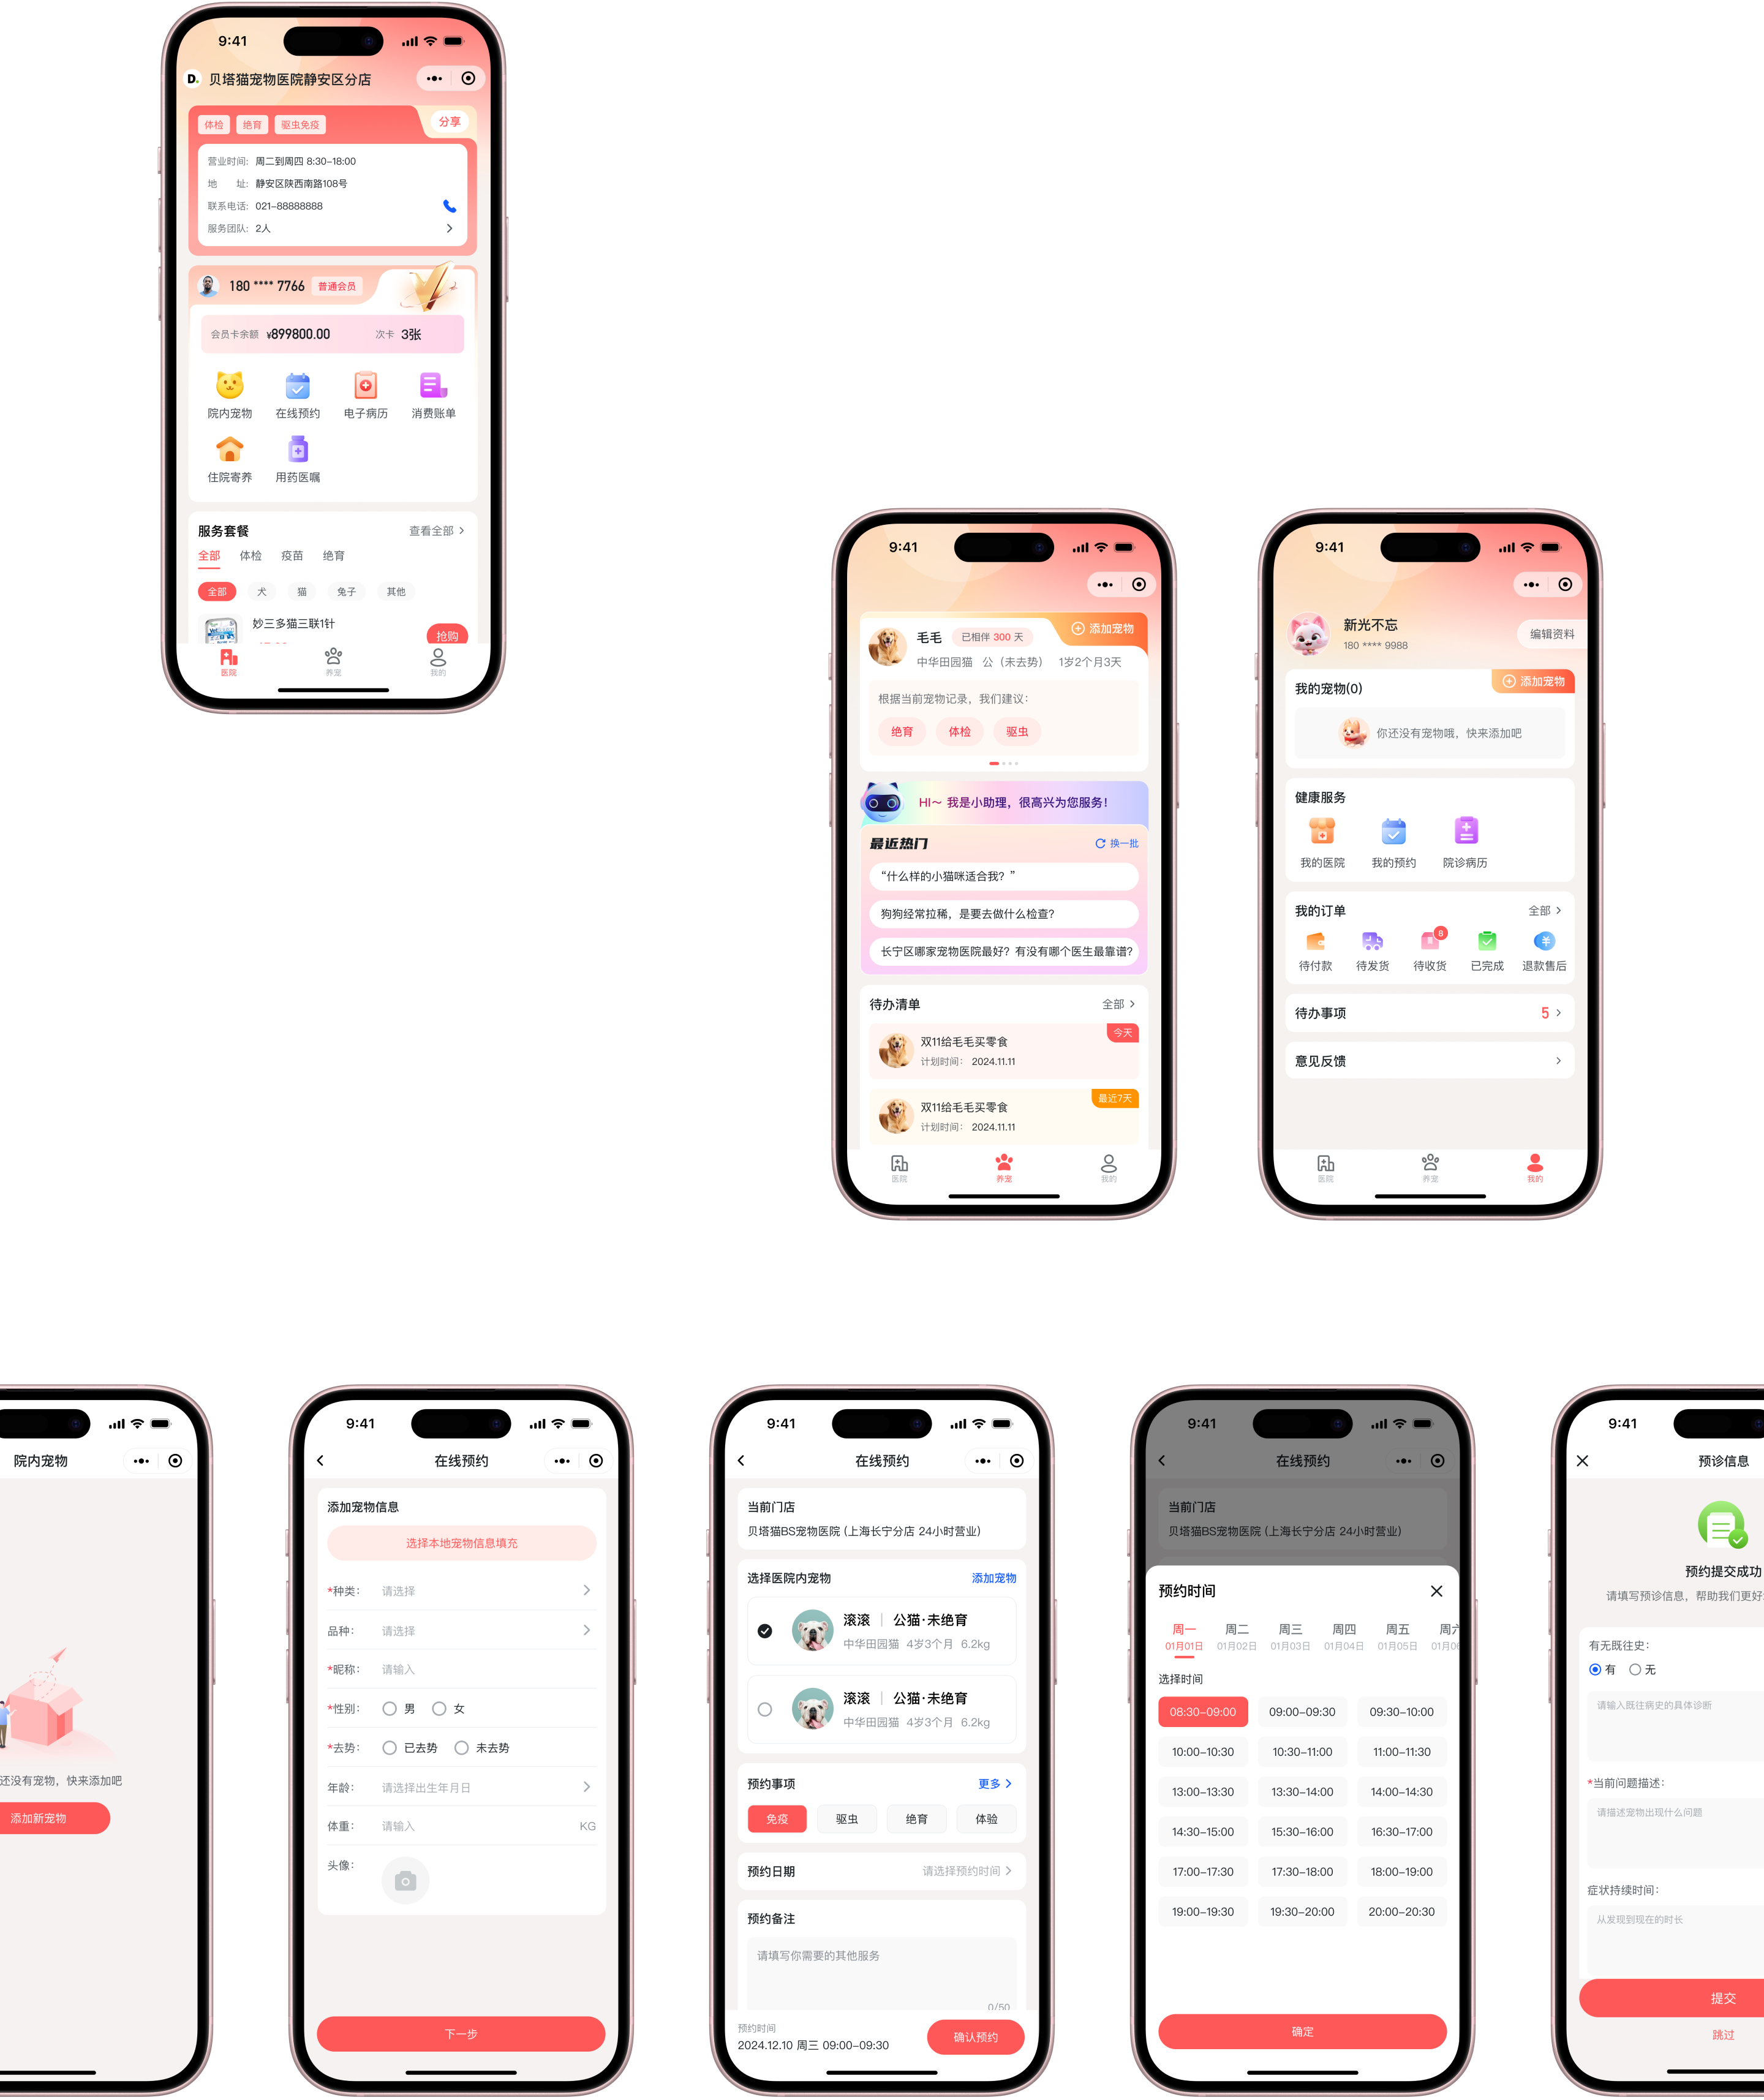 9:41
D.
贝塔猫宠物医院静安区分店
体检 绝育 驱虫免疫
分享
营业时间: 周二到周四 8:30-18:00
地 址: 静安区陕西南路108号
联系电话: 021-88888888
服务团队: 2人
180 **** 7766 普通会员
会员卡余额 ¥899800.00 次卡 3张
院内宠物 在线预约 电子病历 消费账单
住院寄养 用药医嘱
服务套餐 查看全部
全部 体检 疫苗 绝育
全部 犬 猫 兔子 其他
妙三多猫三联1针
抢购
医院 养宠 我的
9:41
添加宠物
毛毛 已相伴 300 天
中华田园猫 公（未去势） 1岁2个月3天
根据当前宠物记录，我们建议：
绝育 体检 驱虫
HI～ 我是小助理，很高兴为您服务！
最近热门 换一批
“什么样的小猫咪适合我？”
狗狗经常拉稀，是要去做什么检查？
长宁区哪家宠物医院最好？有没有哪个医生最靠谱？
待办清单 全部
今天
双11给毛毛买零食
计划时间： 2024.11.11
最近7天
双11给毛毛买零食
计划时间： 2024.11.11
医院 养宠 我的
9:41
新光不忘
180 **** 9988
编辑资料
我的宠物(0) 添加宠物
你还没有宠物哦，快来添加吧
健康服务
我的医院 我的预约 院诊病历
我的订单 全部
8
待付款 待发货 待收货 已完成 退款售后
待办事项 5
意见反馈
医院 养宠 我的
院内宠物
还没有宠物，快来添加吧
添加新宠物
9:41
在线预约
添加宠物信息
选择本地宠物信息填充
*种类： 请选择
品种： 请选择
*昵称： 请输入
*性别： 男 女
*去势： 已去势 未去势
年龄： 请选择出生年月日
体重： 请输入 KG
头像：
下一步
9:41
在线预约
当前门店
贝塔猫BS宠物医院 (上海长宁分店 24小时营业)
选择医院内宠物 添加宠物
滚滚 公猫·未绝育
中华田园猫 4岁3个月 6.2kg
滚滚 公猫·未绝育
中华田园猫 4岁3个月 6.2kg
预约事项 更多
免疫 驱虫 绝育 体验
预约日期 请选择预约时间
预约备注
请填写你需要的其他服务
0/50
预约时间
2024.12.10 周三 09:00-09:30
确认预约
9:41
在线预约
当前门店
贝塔猫BS宠物医院 (上海长宁分店 24小时营业)
预约时间
周一 周二 周三 周四 周五 周六
01月01日 01月02日 01月03日 01月04日 01月05日 01月06
选择时间
08:30-09:00 09:00-09:30 09:30-10:00
10:00-10:30 10:30-11:00 11:00-11:30
13:00-13:30 13:30-14:00 14:00-14:30
14:30-15:00 15:30-16:00 16:30-17:00
17:00-17:30 17:30-18:00 18:00-19:00
19:00-19:30 19:30-20:00 20:00-20:30
确定
9:41
预诊信息
预约提交成功
请填写预诊信息，帮助我们更好
有无既往史：
有 无
请输入既往病史的具体诊断
*当前问题描述：
请描述宠物出现什么问题
症状持续时间：
从发现到现在的时长
提交
跳过